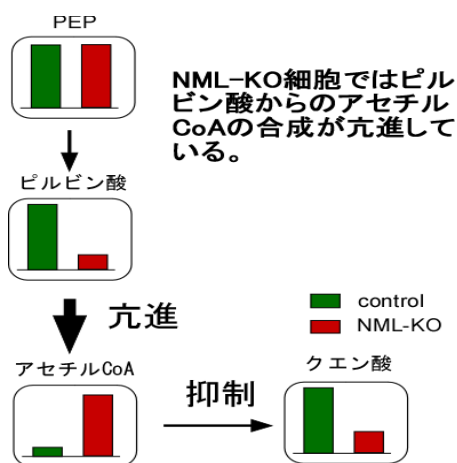 PEP
NML-KO細胞ではピル
ビン酸からのアセチル
CoAの合成が亢進して
いる。
ピルビン酸
亢進
control
NML-KO
アセチルCoA
抑制
クエン酸